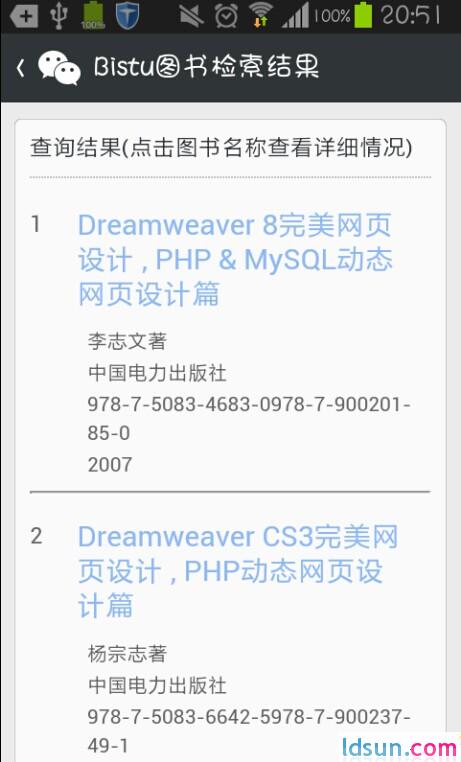 100%
100% 20:51
Bistu图书检索结果
查询结果(点击图书名称查看详细情况)
1 Dreamweaver 8完美网页
设计 , PHP & MySQL动态
网页设计篇
李志文著
中国电力出版社
978-7-5083-4683-0978-7-900201-
85-0
2007
2 Dreamweaver CS3完美网
页设计 , PHP动态网页设
计篇
杨宗志著
中国电力出版社
978-7-5083-6642-5978-7-900237-
49-1
ldsun.com